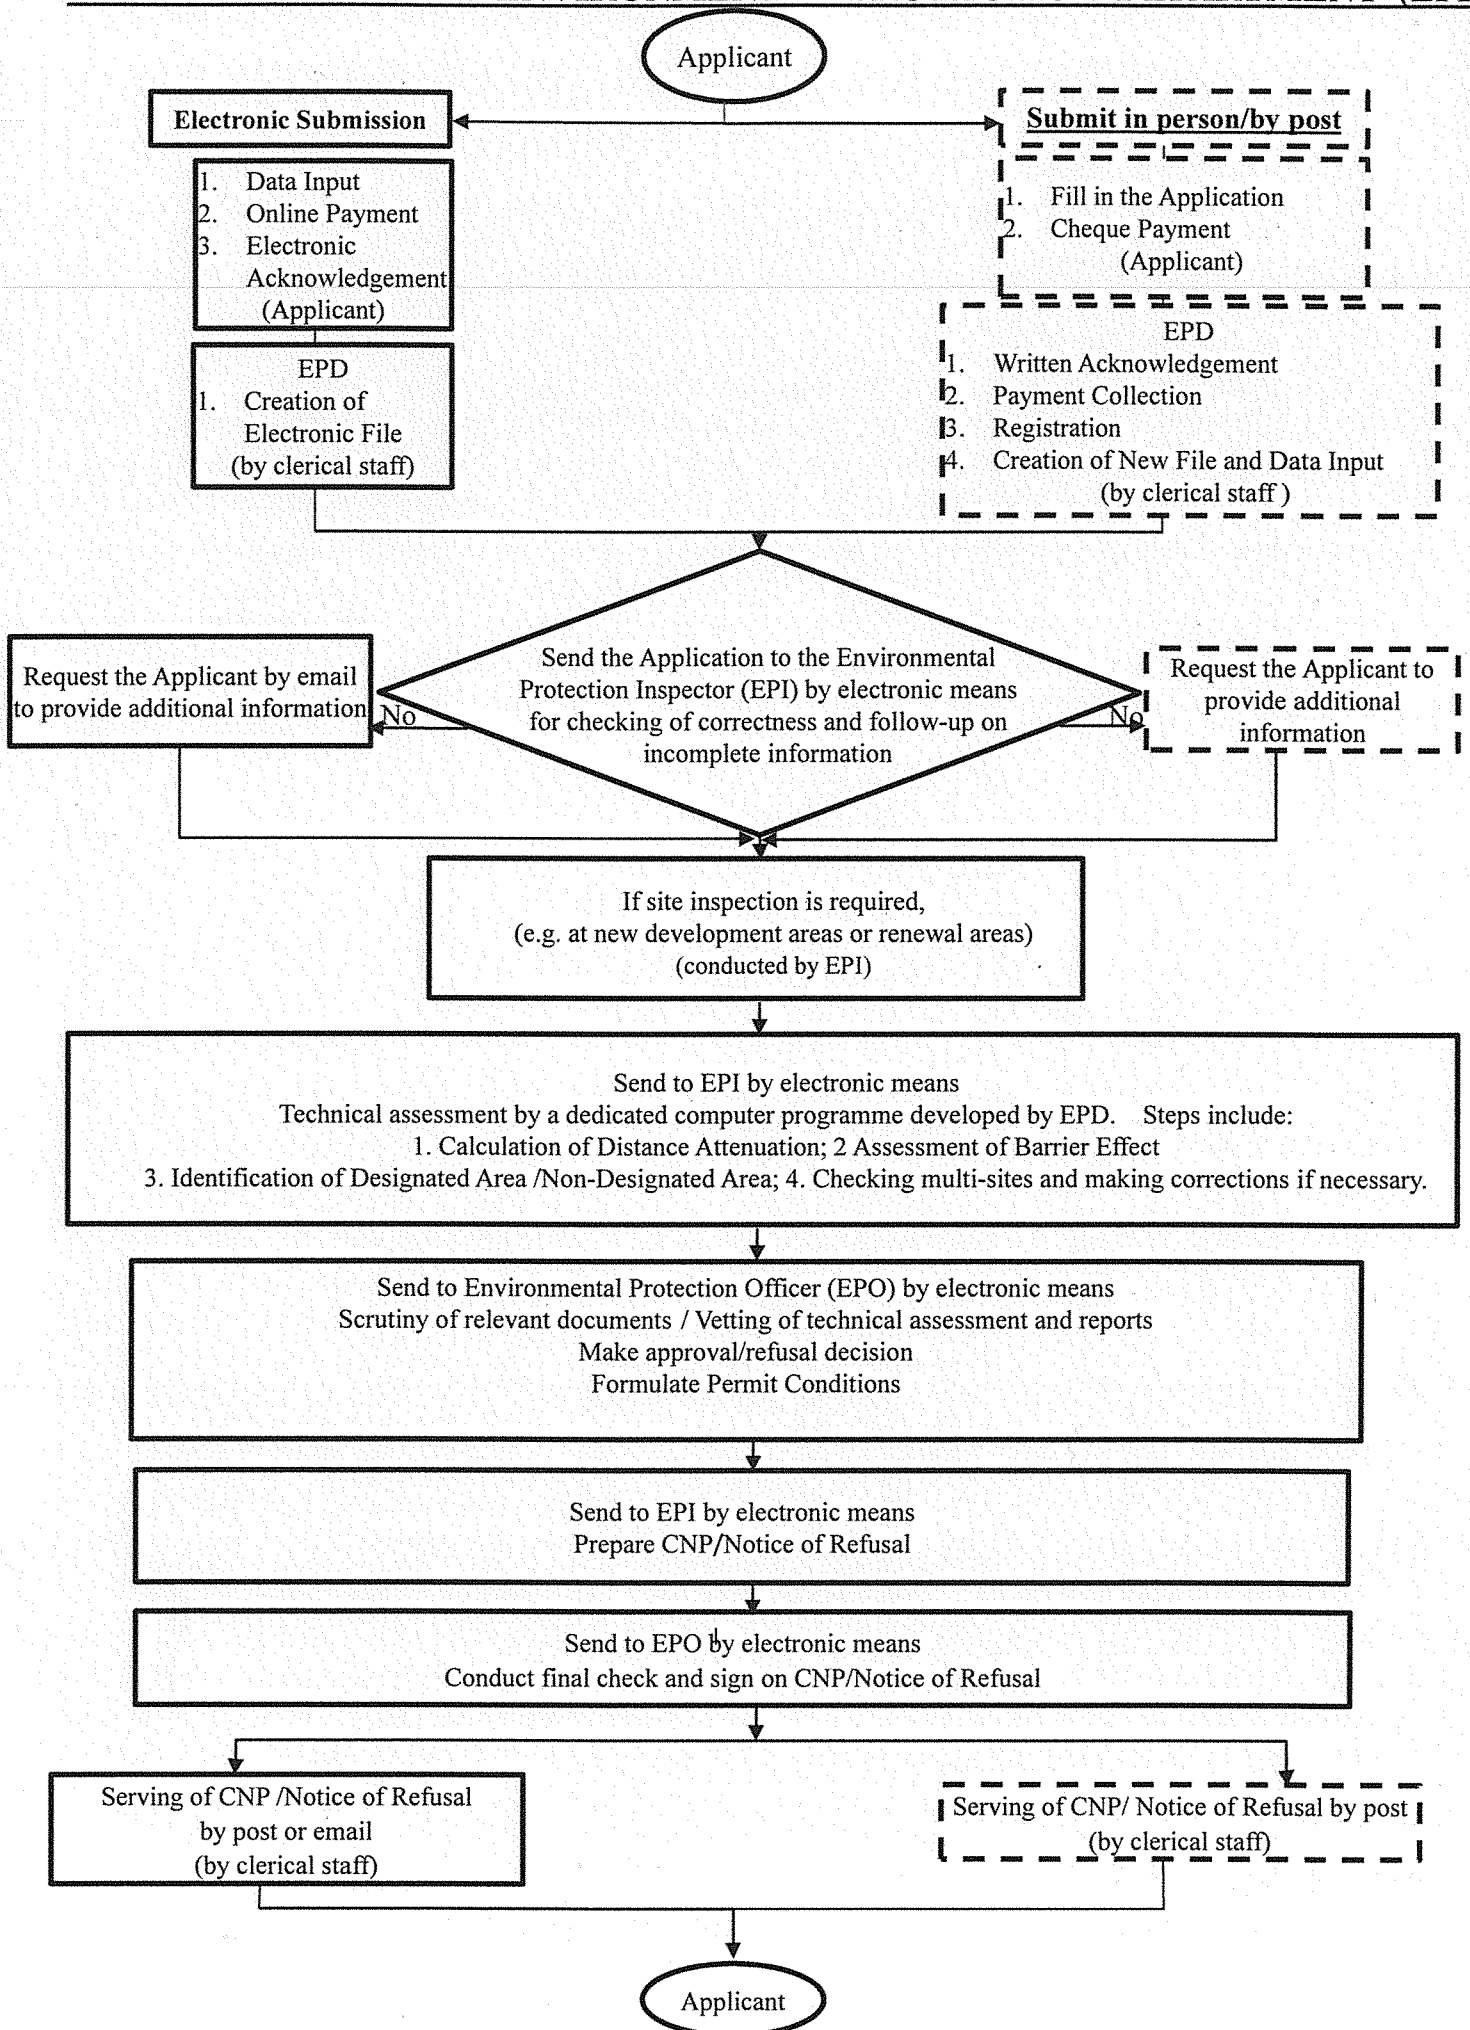 Applicant
Electronic Submission
Submit in person/by post
1. Data Input
2. Online Payment
3. Electronic
Acknowledgement
(Applicant)
1. Fill in the Application
2. Cheque Payment
(Applicant)
EPD
1. Creation of
Electronic File
(by clerical staff)
EPD
1. Written Acknowledgement
2. Payment Collection
3. Registration
4. Creation of New File and Data Input
(by clerical staff )
Send the Application to the Environmental
Protection Inspector (EPI) by electronic means
for checking of correctness and follow-up on
incomplete information
Request the Applicant by email
to provide additional information
No
No
Request the Applicant to
provide additional
information
If site inspection is required,
(e.g. at new development areas or renewal areas)
(conducted by EPI)
Send to EPI by electronic means
Technical assessment by a dedicated computer programme developed by EPD. Steps include:
1. Calculation of Distance Attenuation; 2 Assessment of Barrier Effect
3. Identification of Designated Area /Non-Designated Area; 4. Checking multi-sites and making corrections if necessary.
Send to Environmental Protection Officer (EPO) by electronic means
Scrutiny of relevant documents / Vetting of technical assessment and reports
Make approval/refusal decision
Formulate Permit Conditions
Send to EPI by electronic means
Prepare CNP/Notice of Refusal
Send to EPO by electronic means
Conduct final check and sign on CNP/Notice of Refusal
Serving of CNP /Notice of Refusal
by post or email
(by clerical staff)
Serving of CNP/ Notice of Refusal by post
(by clerical staff)
Applicant